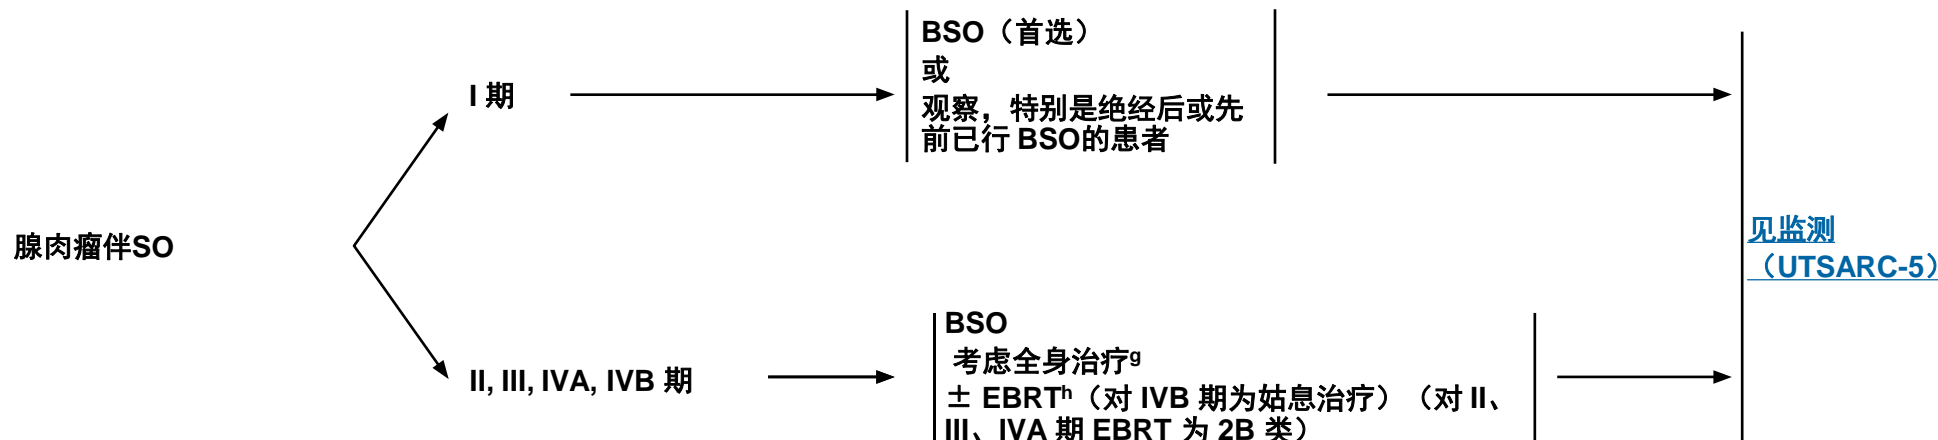 BSO（首选）
或
观察，特别是绝经后或先
前已行 BSO的患者
I 期
腺肉瘤伴SO
见监测
（UTSARC-5）
II, III, IVA, IVB 期
BSO
考虑全身治疗g
± EBRTh（对 IVB 期为姑息治疗）（对 II、
III、IVA 期 EBRT 为 2B 类）